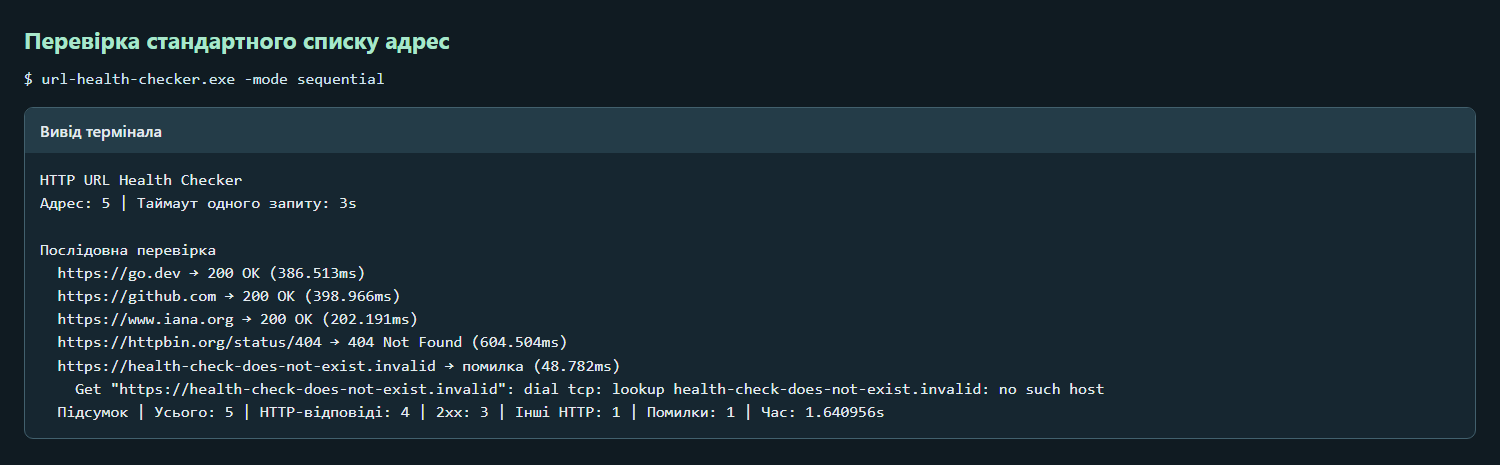 Перевірка стандартного списку адрес
$ url-health-checker.exe -mode sequential
Вивід термінала
HTTP URL Health Checker
Адрес: 5 | Таймаут одного запиту: 3s
Послідовна перевірка
https://go.dev → 200 OK (386.513ms)
https://github.com → 200 OK (398.966ms)
https://www.iana.org → 200 OK (202.191ms)
https://httpbin.org/status/404 → 404 Not Found (604.504ms)
https://health-check-does-not-exist.invalid → помилка (48.782ms)
Get "https://health-check-does-not-exist.invalid": dial tcp: lookup health-check-does-not-exist.invalid: no such host
Підсумок | Усього: 5 | HTTP-відповіді: 4 | 2xx: 3 | Інші HTTP: 1 | Помилки: 1 | Час: 1.640956s